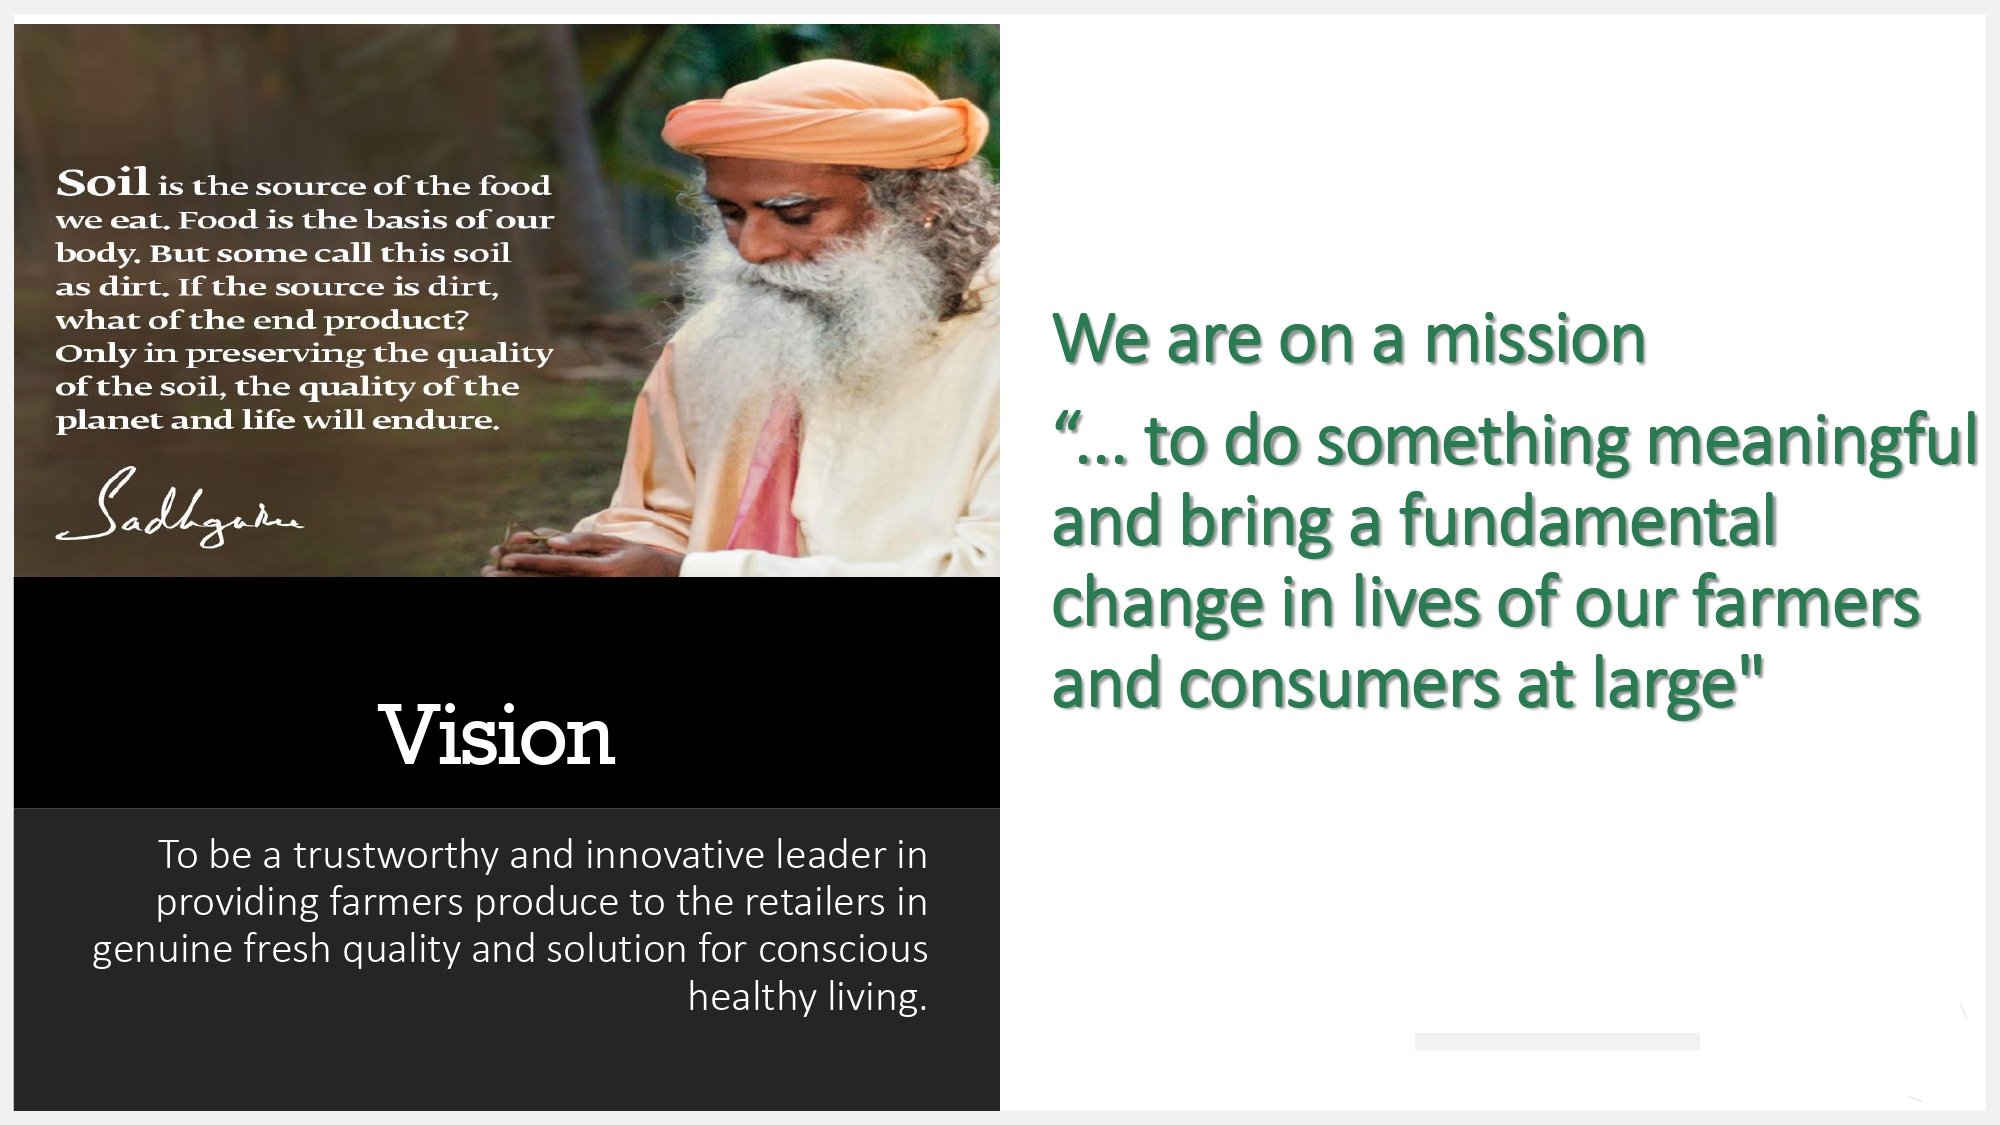 Soil is the source of the food
we eat. Food is the basis of our
body. But some call this soil
as dirt. If the source is dirt,
what of the end product?
Only in preserving the quality
of the soil, the quality of the
planet and life will endure.
Sadhguru
Vision
To be a trustworthy and innovative leader in
providing farmers produce to the retailers in
genuine fresh quality and solution for conscious
healthy living.
We are on a mission
“... to do something meaningful
and bring a fundamental
change in lives of our farmers
and consumers at large"